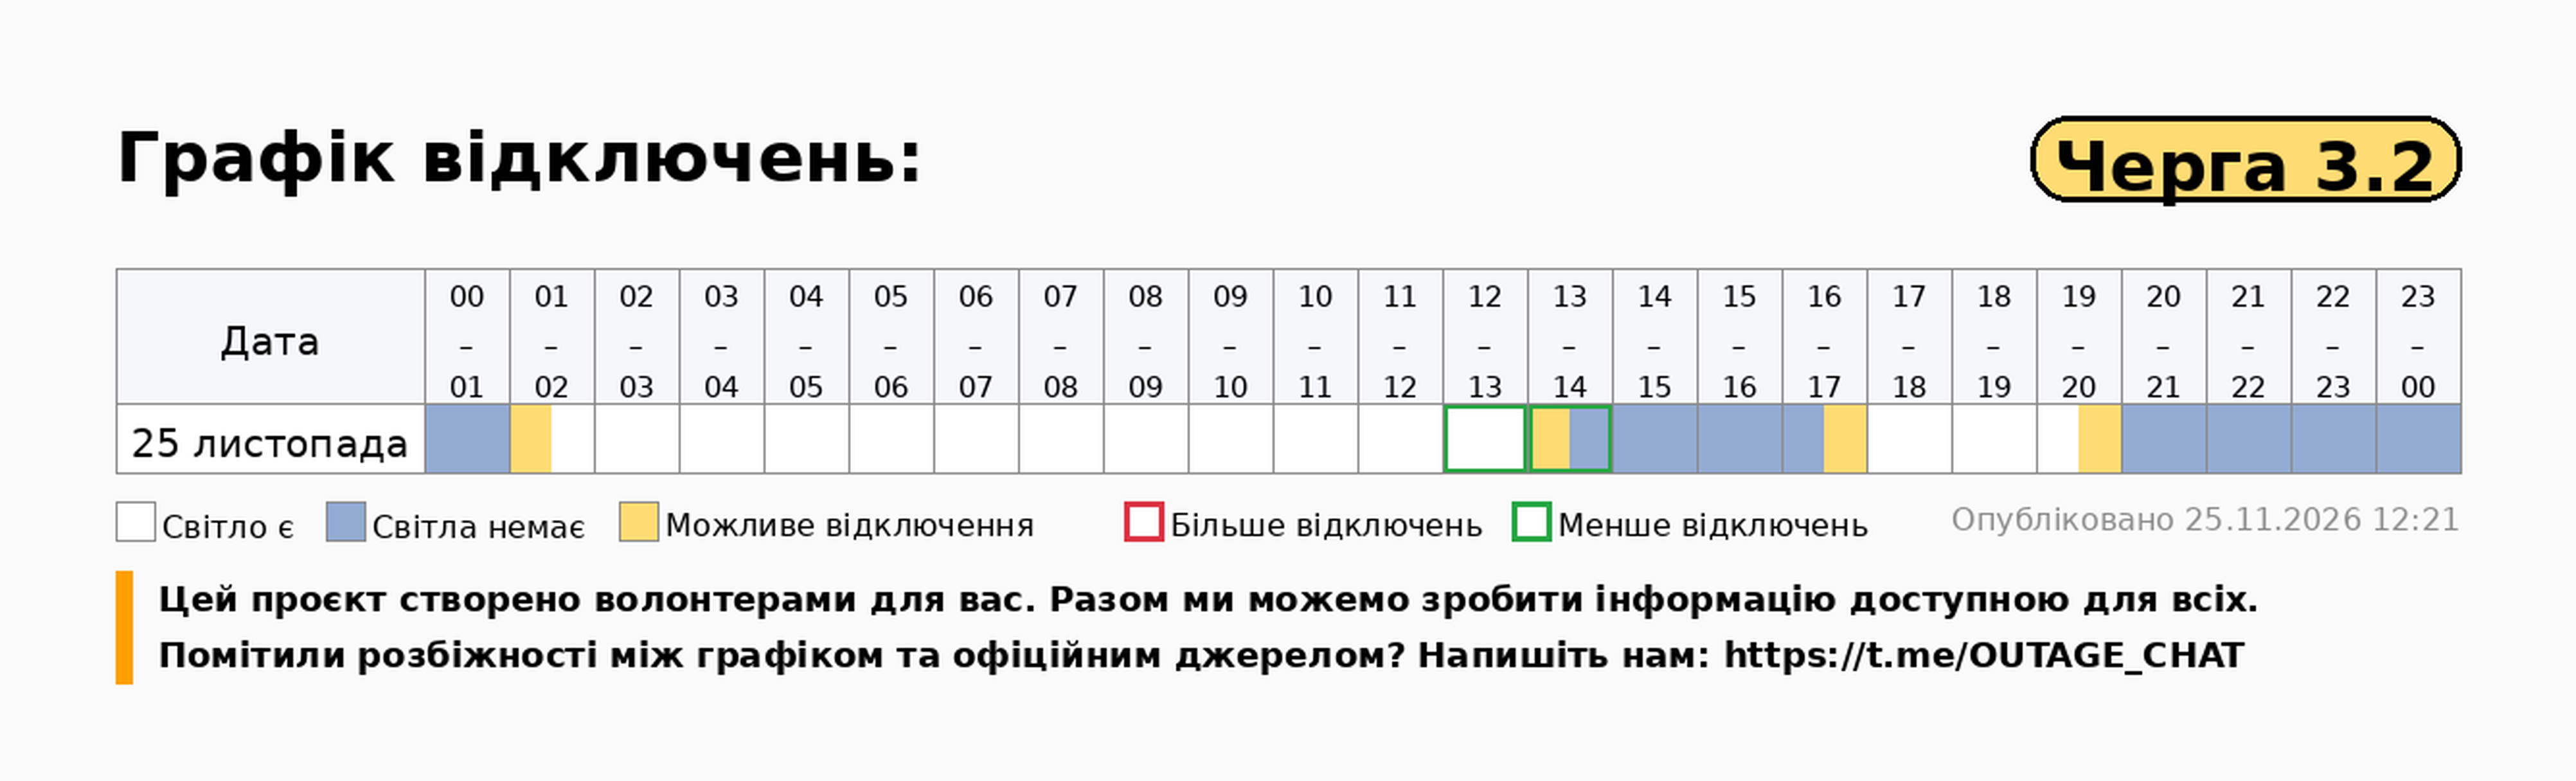 Графік відключень:
Черга 3.2
Дата
00 – 01
01 – 02
02 – 03
03 – 04
04 – 05
05 – 06
06 – 07
07 – 08
08 – 09
09 – 10
10 – 11
11 – 12
12 – 13
13 – 14
14 – 15
15 – 16
16 – 17
17 – 18
18 – 19
19 – 20
20 – 21
21 – 22
22 – 23
23 – 00
25 листопада
Світло є
Світла немає
Можливе відключення
Більше відключень
Менше відключень
Опубліковано 25.11.2026 12:21
Цей проєкт створено волонтерами для вас. Разом ми можемо зробити інформацію доступною для всіх.
Помітили розбіжності між графіком та офіційним джерелом? Напишіть нам: https://t.me/OUTAGE_CHAT